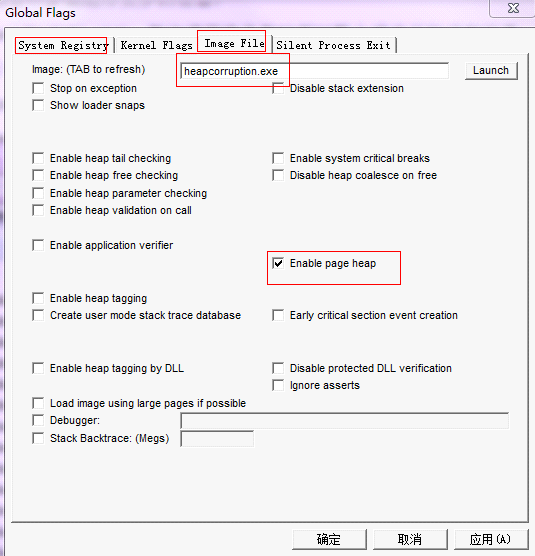 Global Flags
System Registry Kernel Flags Image File Silent Process Exit
Image: (TAB to refresh) heapcorruption.exe Launch
Stop on exception Disable stack extension
Show loader snaps
Enable heap tail checking Enable system critical breaks
Enable heap free checking Disable heap coalesce on free
Enable heap parameter checking
Enable heap validation on call
Enable application verifier
Enable page heap
Enable heap tagging
Create user mode stack trace database Early critical section event creation
Enable heap tagging by DLL Disable protected DLL verification
Ignore asserts
Load image using large pages if possible
Debugger:
Stack Backtrace: (Megs)
确定 取消 应用(A)